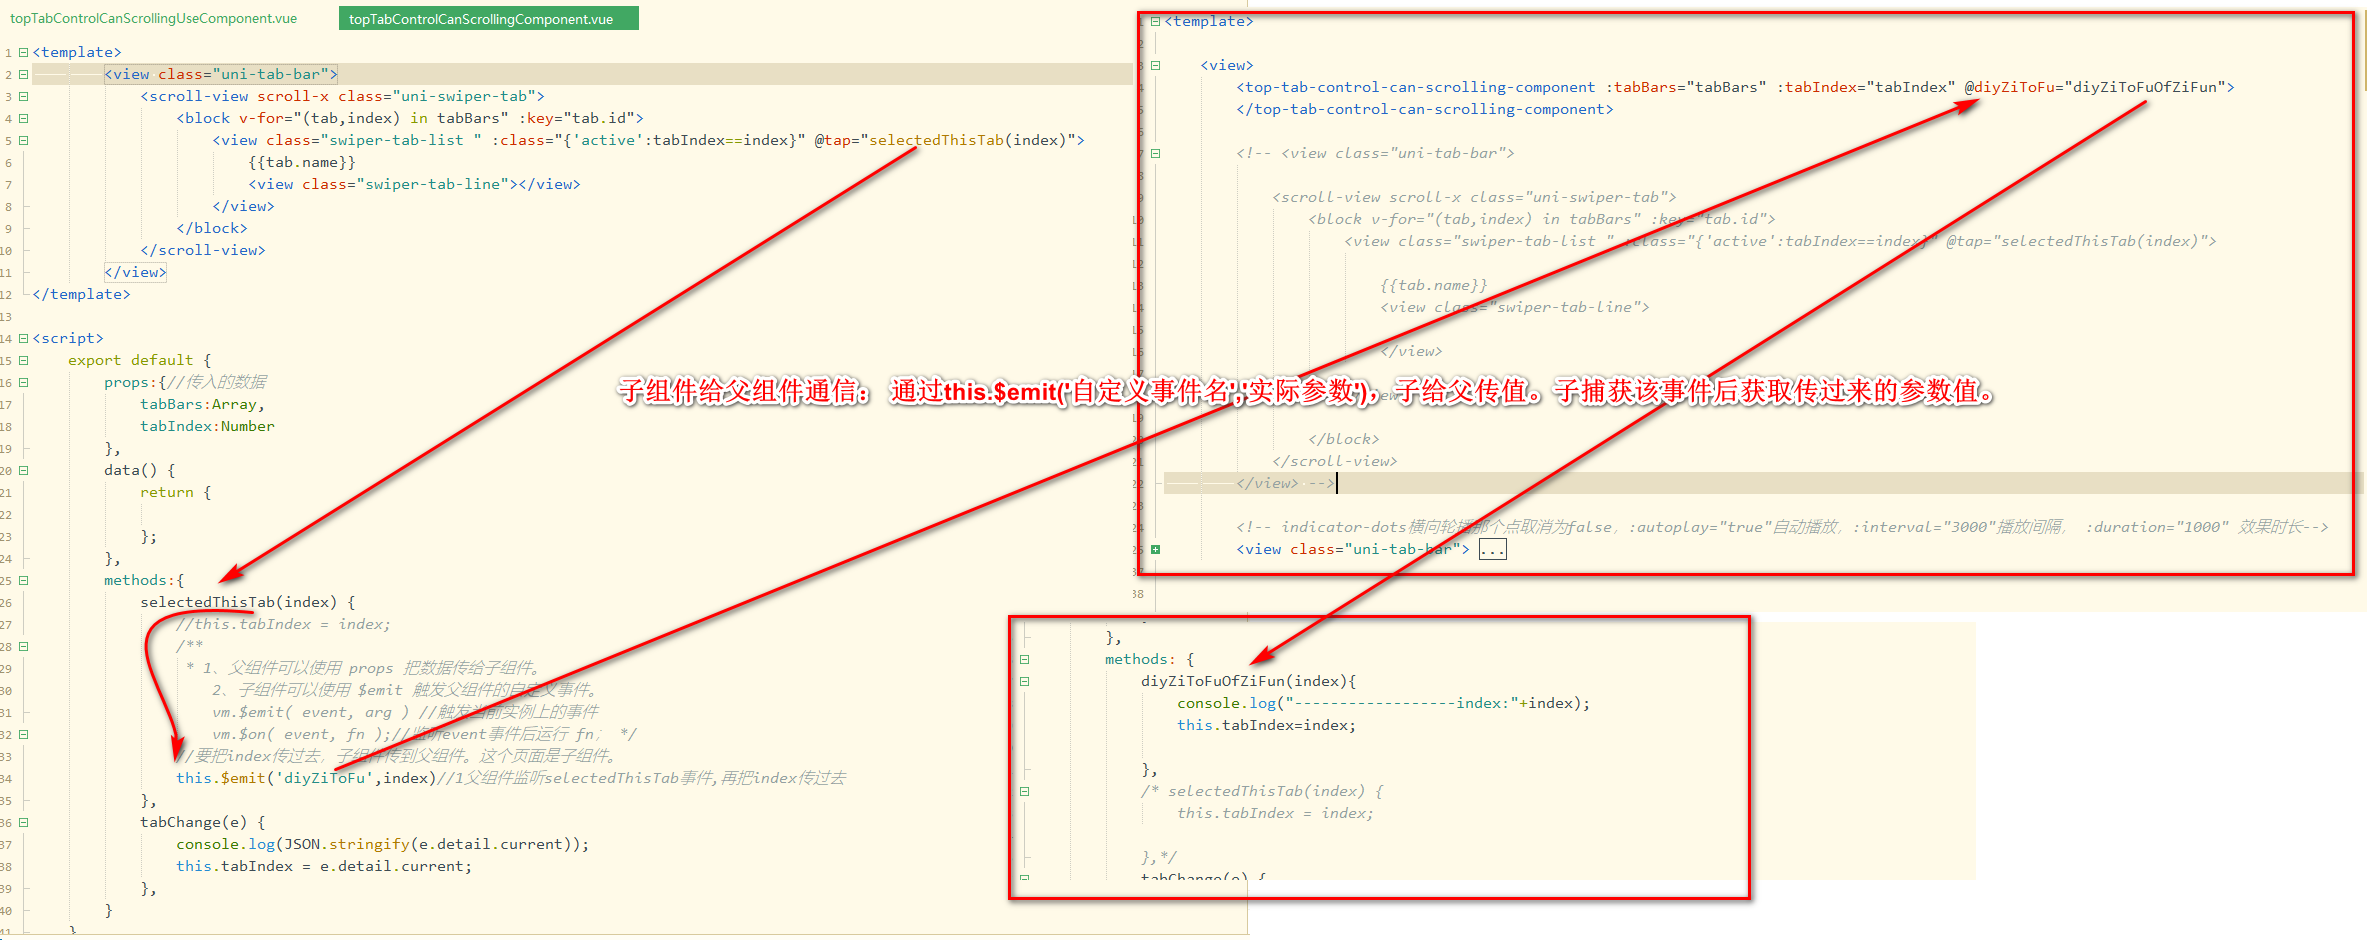 topTabControlCanScrollingUseComponent.vue
topTabControlCanScrollingComponent.vue
1 <template>
2 <view class="uni-tab-bar">
3 <scroll-view scroll-x class="uni-swiper-tab">
4 <block v-for="(tab,index) in tabBars" :key="tab.id">
5 <view class="swiper-tab-list " :class="{'active':tabIndex==index}" @tap="selectedThisTab(index)">
6 {{tab.name}}
7 <view class="swiper-tab-line"></view>
8 </view>
9 </block>
10 </scroll-view>
11 </view>
12 </template>
13
14 <script>
15 export default {
16 props:{//传入的数据
17 tabBars:Array,
18 tabIndex:Number
19 },
20 data() {
21 return {
22
23 };
24 },
25 methods:{
26 selectedThisTab(index) {
27 //this.tabIndex = index;
28 /**
29 * 1、父组件可以使用 props 把数据传给子组件。
30 2、子组件可以使用 $emit 触发父组件的自定义事件。
31 vm.$emit( event, arg ) //触发当前实例上的事件
32 vm.$on( event, fn );//监听event事件后运行 fn； */
33 //要把index传过去，子组件传到父组件。这个页面是子组件。
34 this.$emit('diyZiToFu',index)//1父组件监听selectedThisTab事件,再把index传过去
35 },
36 tabChange(e) {
37 console.log(JSON.stringify(e.detail.current));
38 this.tabIndex = e.detail.current;
39 },
40 }
41 }
子组件给父组件通信： 通过this.$emit('自定义事件名','实际参数')，子给父传值。子捕获该事件后获取传过来的参数值。
<template>
<view>
<top-tab-control-can-scrolling-component :tabBars="tabBars" :tabIndex="tabIndex" @diyZiToFu="diyZiToFuOfZiFun">
</top-tab-control-can-scrolling-component>
<!-- <view class="uni-tab-bar">
<scroll-view scroll-x class="uni-swiper-tab">
<block v-for="(tab,index) in tabBars" :key="tab.id">
<view class="swiper-tab-list " :class="{'active':tabIndex==index}" @tap="selectedThisTab(index)">
{{tab.name}}
<view class="swiper-tab-line">
</view>
</block>
</scroll-view>
</view> -->
<!-- indicator-dots横向轮播那个点取消为false，:autoplay="true"自动播放，:interval="3000"播放间隔， :duration="1000" 效果时长-->
<view class="uni-tab-bar"> ...
38
},
methods: {
diyZiToFuOfZiFun(index){
console.log("------------------index:"+index);
this.tabIndex=index;
},
/* selectedThisTab(index) {
this.tabIndex = index;
},*/
tabChange(e) {